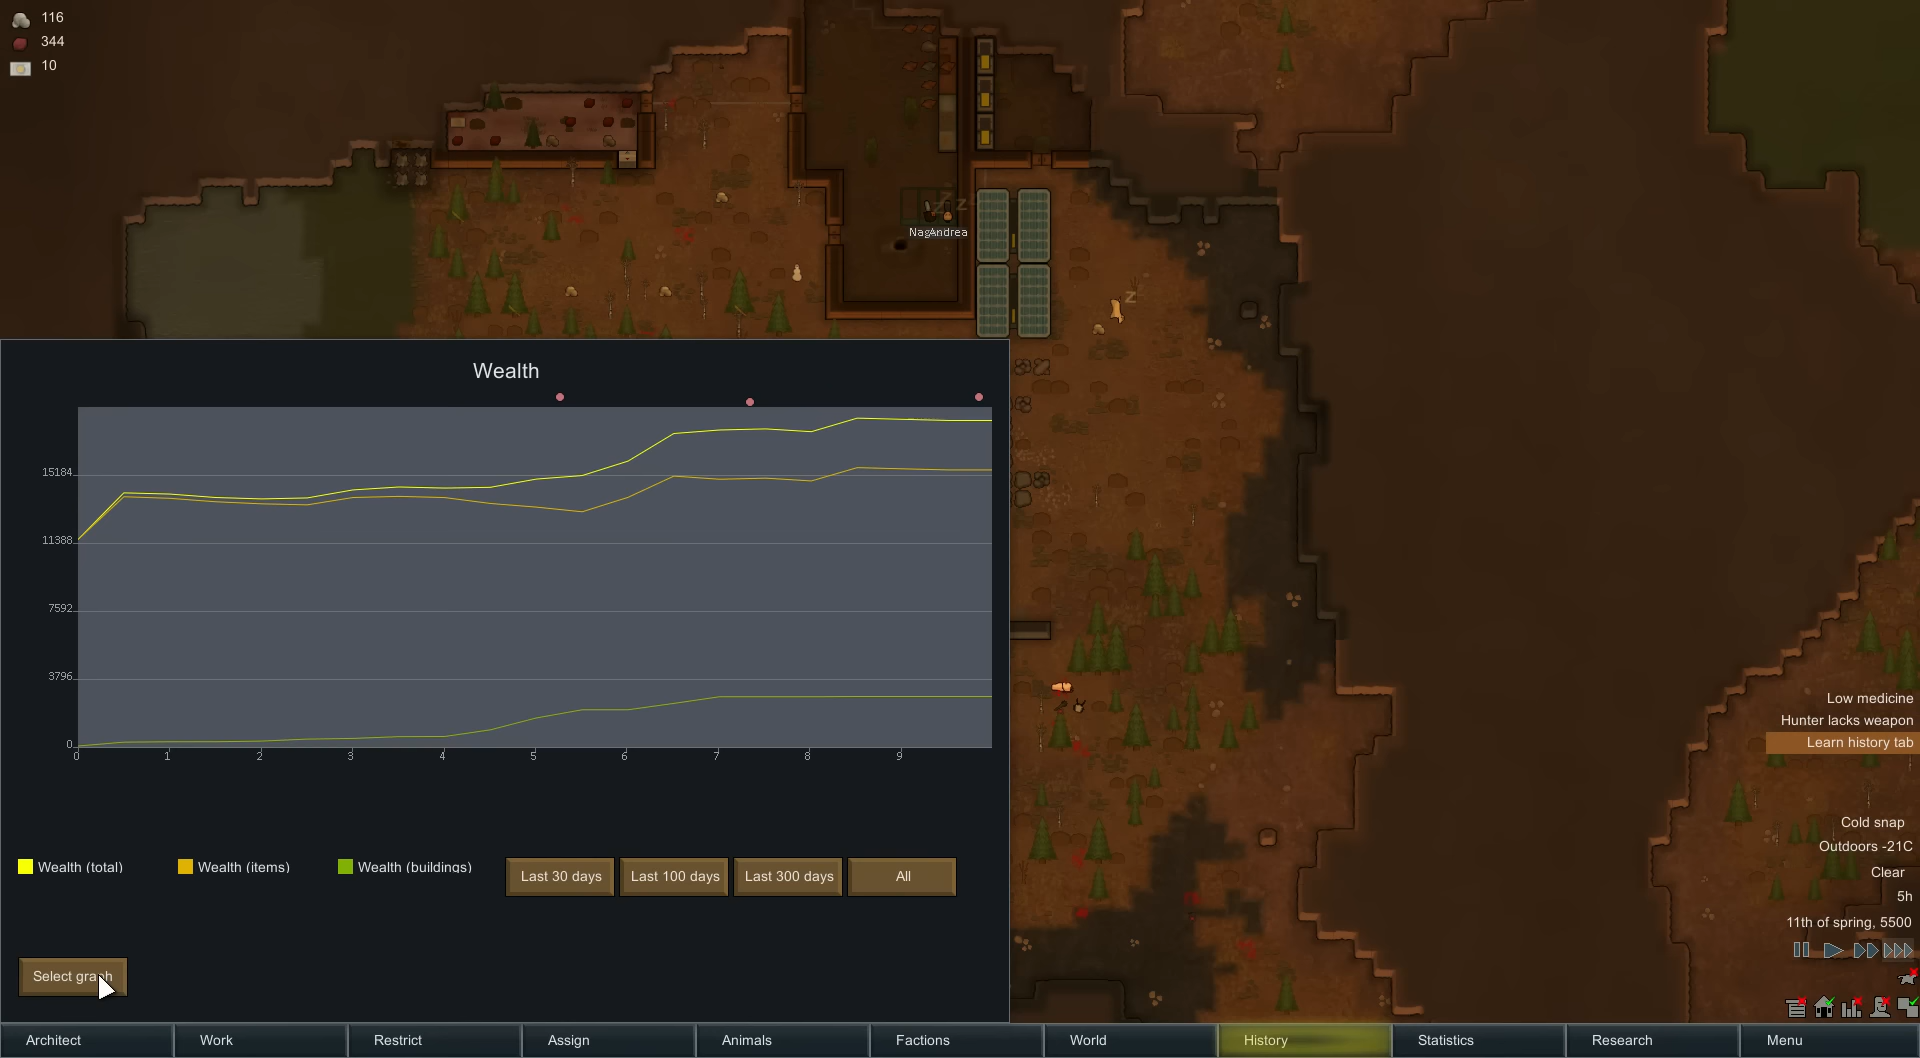 116
344
10
NagAndrea
Wealth
15184
11388
7592
3796
0
0 1 2 3 4 5 6 7 8 9
Wealth (total) Wealth (items) Wealth (buildings)
Last 30 days Last 100 days Last 300 days All
Select graph
Low medicine
Hunter lacks weapon
Learn history tab
Cold snap
Outdoors -21C
Clear
5h
11th of spring, 5500
Architect Work Restrict Assign Animals Factions World History Statistics Research Menu